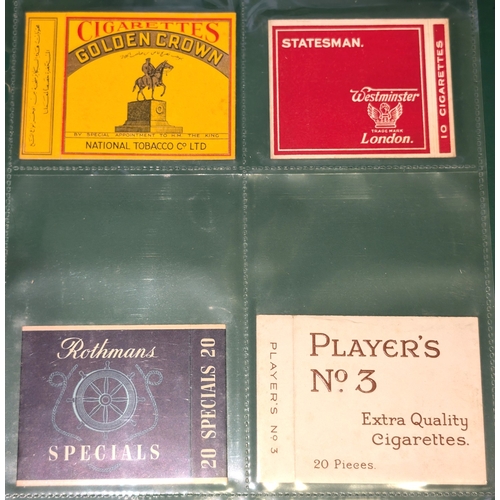 CIGARETTES
GOLDEN CROWN
BY SPECIAL APPOINTMENT TO H.M. THE KING
NATIONAL TOBACCO Co LTD
STATESMAN.
Westminster
TRADE MARK
London.
10 CIGARETTES
Rothmans
SPECIALS
20 SPECIALS 20
PLAYER'S No 3
PLAYER'S
No 3
Extra Quality
Cigarettes.
20 Pieces.